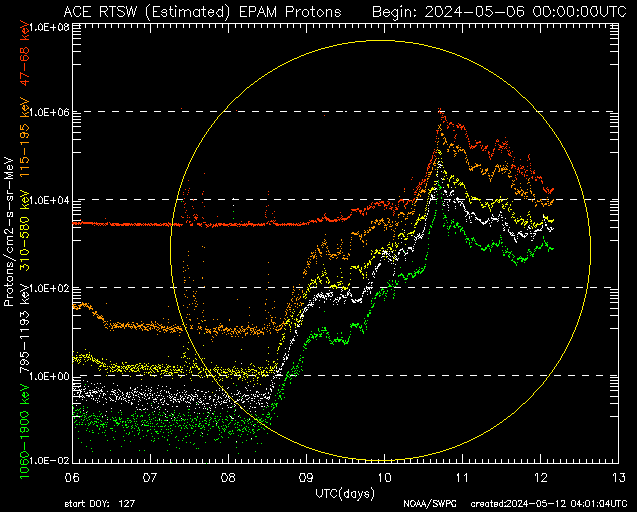 ACE RTSW (Estimated) EPAM Protons Begin: 2024-05-06 00:00:00UTC
Protons/cm2-s-sr-MeV
1060-1900 keV 795-1193 keV 310-580 keV 115-195 keV 47-68 keV
1.0E+08
1.0E+06
1.0E+04
1.0E+02
1.0E+00
1.0E-02
06 07 08 09 10 11 12 13
UTC(days)
start DOY: 127 NOAA/SWPC created:2024-05-12 04:01:04UTC